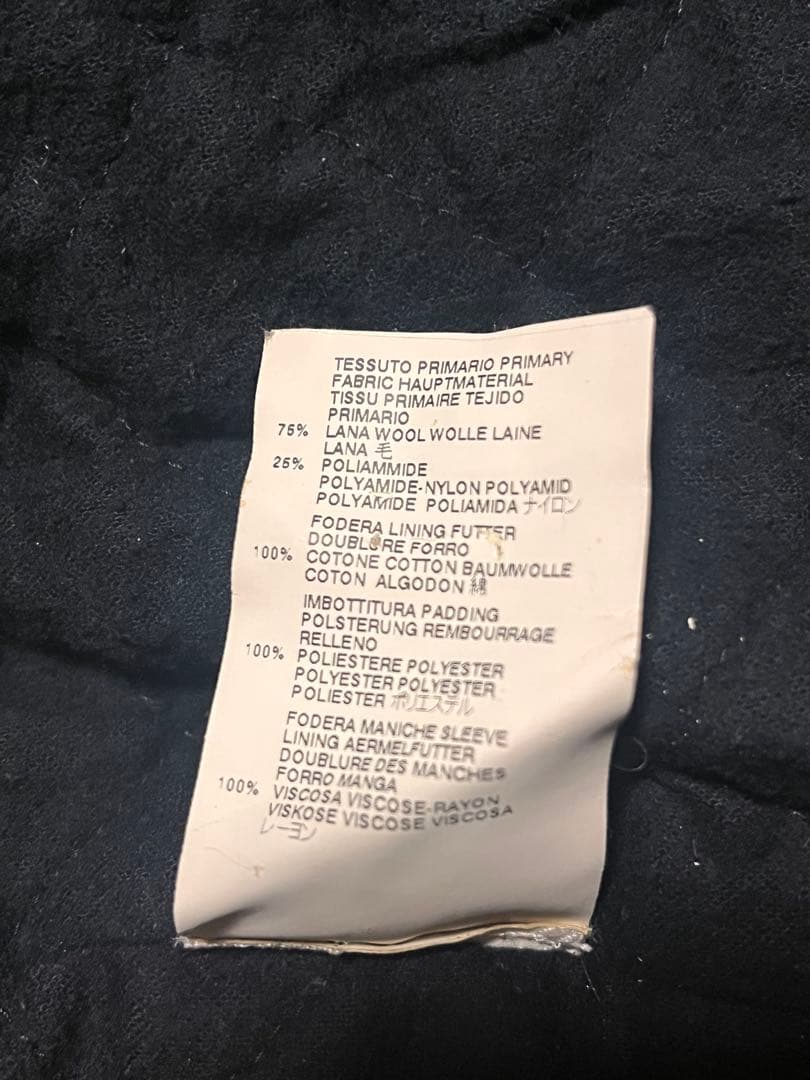 TESSUTO PRIMARIO PRIMARY
FABRIC HAUPTMATERIAL
TISSU PRIMAIRE TEJIDO
PRIMARIO
75% LANA WOOL WOLLE LAINE
LANA 毛
25% POLIAMMIDE
POLYAMIDE-NYLON POLYAMID
POLYAMIDE POLIAMIDA ナイロン
FODERA LINING FUTTER
DOUBLURE FORRO
100% COTONE COTTON BAUMWOLLE
COTON ALGODON 綿
IMBOTTITURA PADDING
POLSTERUNG REMBOURRAGE
RELLENO
100% POLIESTERE POLYESTER
POLYESTER POLYESTER
POLIESTER ポリエステル
FODERA MANICHE SLEEVE
LINING AERMELFUTTER
DOUBLURE DES MANCHES
FORRO MANGA
100% VISCOSA VISCOSE-RAYON
VISKOSE VISCOSE VISCOSA
レーヨン